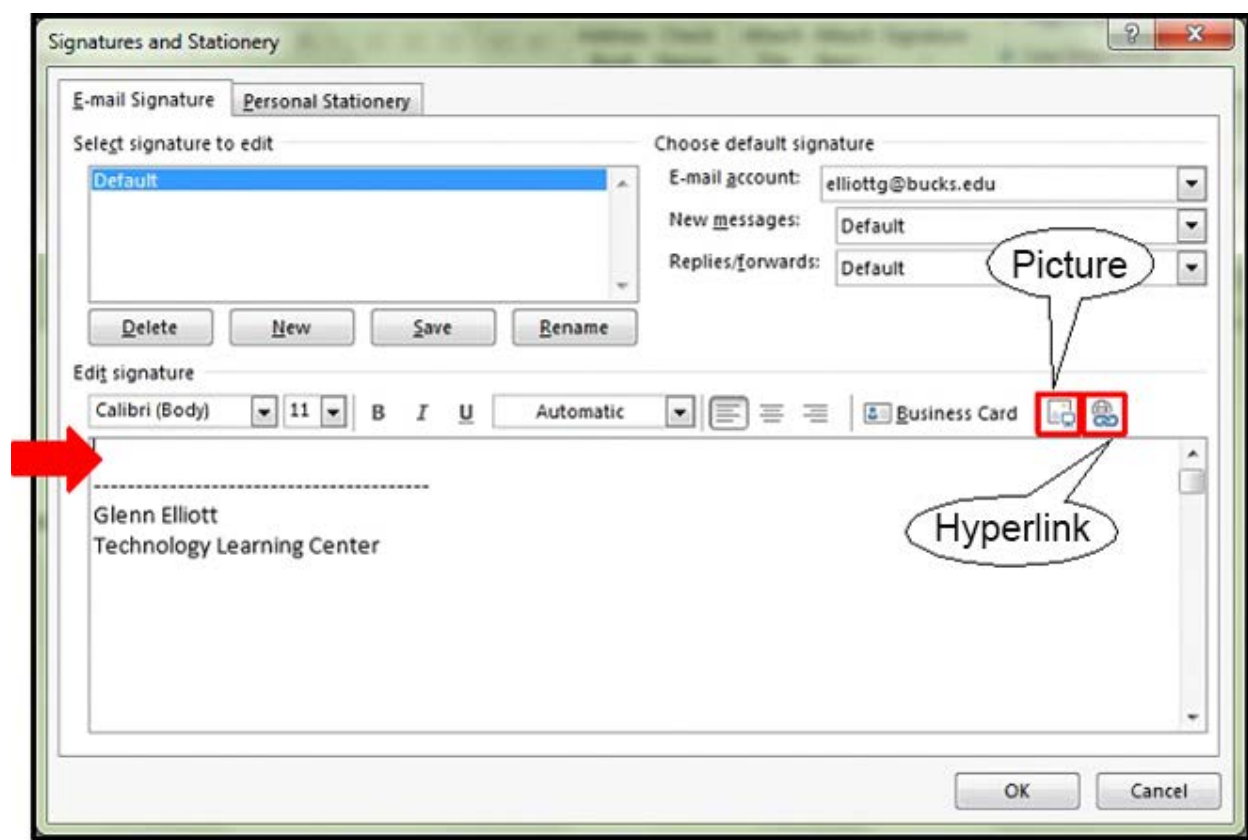 Signatures and Stationery
E-mail Signature Personal Stationery
Select signature to edit
Default
Delete New Save Rename
Choose default signature
E-mail account: elliottg@bucks.edu
New messages: Default
Replies/forwards: Default
Picture
Edit signature
Calibri (Body) 11 B I U Automatic Business Card
Hyperlink
----------------------------------------
Glenn Elliott
Technology Learning Center
OK Cancel